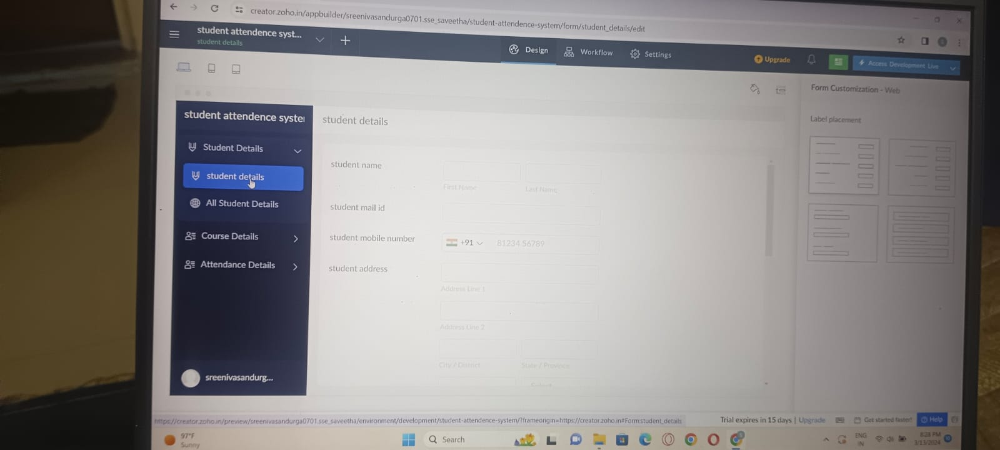 creator.zoho.in/appbuilder/sreenivasandurga0701.sse_saveetha/student-attendence-system/form/student_details/edit
student attendence syst...
student details
Design
Workflow
Settings
Upgrade
Access Development Live
Form Customization - Web
Label placement
student attendence system
Student Details
student details
All Student Details
Course Details
Attendance Details
sreenivasandurg...
student details
student name
First Name
Last Name
student mail id
student mobile number
+91
81234 56789
student address
Address Line 1
Address Line 2
City / District
State / Province
https://creator.zoho.in/preview/sreenivasandurga0701.sse_saveetha/environment/development/student-attendence-system/?frameorigin=https://creator.zoho.in#Form:student_details
Trial expires in 15 days | Upgrade
Get started faster!
Help
97°F
Sunny
Search
ENG
IN
8:28 PM
3/13/2024